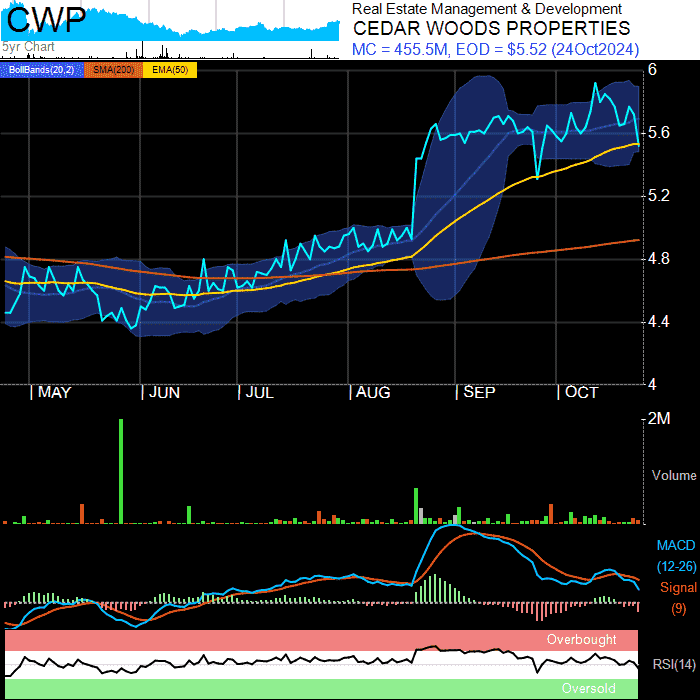 CWP
Real Estate Management & Development
CEDAR WOODS PROPERTIES
5yr Chart
MC = 455.5M, EOD = $5.52 (24Oct2024)
BollBands(20,2) SMA(200) EMA(50)
6
5.6
5.2
4.8
4.4
4
| MAY | JUN | JUL | AUG | SEP | OCT
2M
Volume
MACD
(12-26)
Signal
(9)
Overbought
RSI(14)
Oversold